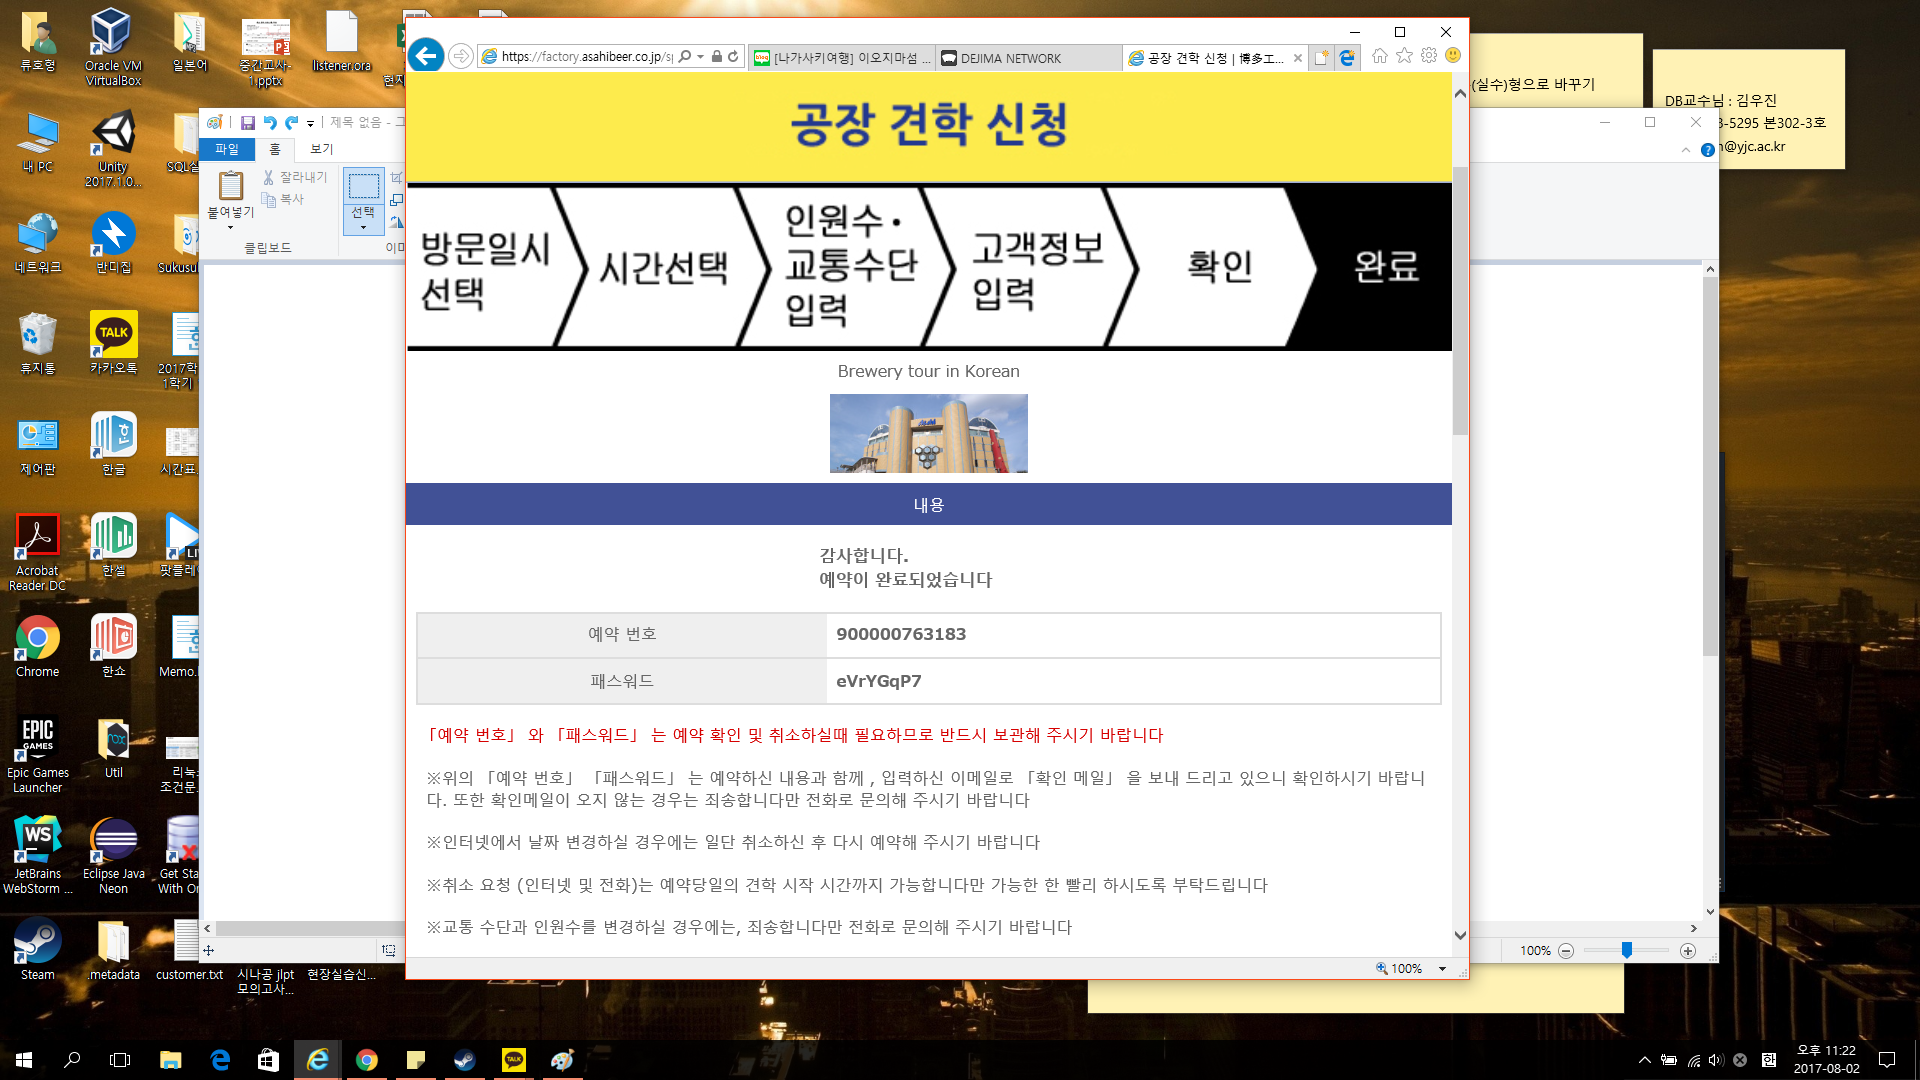 류호형
Oracle VM
VirtualBox
일본어
중간고사-
1.pptx
listener.ora
내 PC
Unity
2017.1.0...
네트워크
반디집
휴지통
카카오톡
2017학
1학기
제어판
한글
시간표.
Acrobat
Reader DC
한셀
Chrome
한쇼
Epic Games
Launcher
Util
JetBrains
WebStorm ...
Eclipse Java
Neon
Get Sta
Steam
.metadata
customer.txt
시나공 jlpt
모의고사...
현장실습신...
TALK
EPIC
GAMES
WS
제목 없음 -
파일
홈
보기
붙여넣기
잘라내기
복사
클립보드
선택
100%
https://factory.asahibeer.co.jp/s
[나가사키여행] 이오지마섬 ...
DEJIMA NETWORK
공장 견학 신청 | 博多工...
공장 견학 신청
방문일시
선택
시간선택
인원수・
교통수단
입력
고객정보
입력
확인
완료
Brewery tour in Korean
내용
감사합니다.
예약이 완료되었습니다
예약 번호 900000763183
패스워드 eVrYGqP7
「예약 번호」 와 「패스워드」 는 예약 확인 및 취소하실때 필요하므로 반드시 보관해 주시기 바랍니다
※위의 「예약 번호」 「패스워드」 는 예약하신 내용과 함께 , 입력하신 이메일로 「확인 메일」 을 보내 드리고 있으니 확인하시기 바랍니
다. 또한 확인메일이 오지 않는 경우는 죄송합니다만 전화로 문의해 주시기 바랍니다
※인터넷에서 날짜 변경하실 경우에는 일단 취소하신 후 다시 예약해 주시기 바랍니다
※취소 요청 (인터넷 및 전화)는 예약당일의 견학 시작 시간까지 가능합니다만 가능한 한 빨리 하시도록 부탁드립니다
※교통 수단과 인원수를 변경하실 경우에는, 죄송합니다만 전화로 문의해 주시기 바랍니다
100%
(실수)형으로 바꾸기
DB교수님 : 김우진
3-5295 본302-3호
@yjc.ac.kr
TALK
한
오후 11:22
2017-08-02